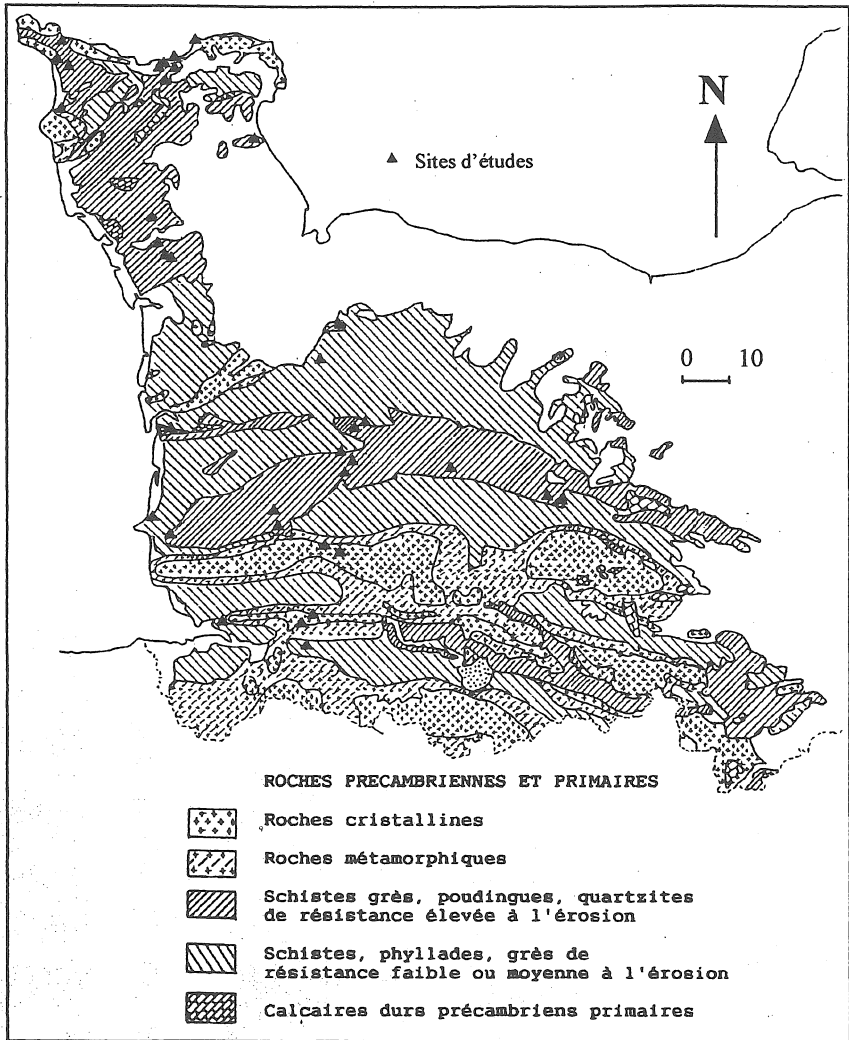 N
Sites d'études
0 10
ROCHES PRECAMBRIENNES ET PRIMAIRES
Roches cristallines
Roches métamorphiques
Schistes grès, poudingues, quartzites
de résistance élevée à l'érosion
Schistes, phyllades, grès de
résistance faible ou moyenne à l'érosion
Calcaires durs précambriens primaires